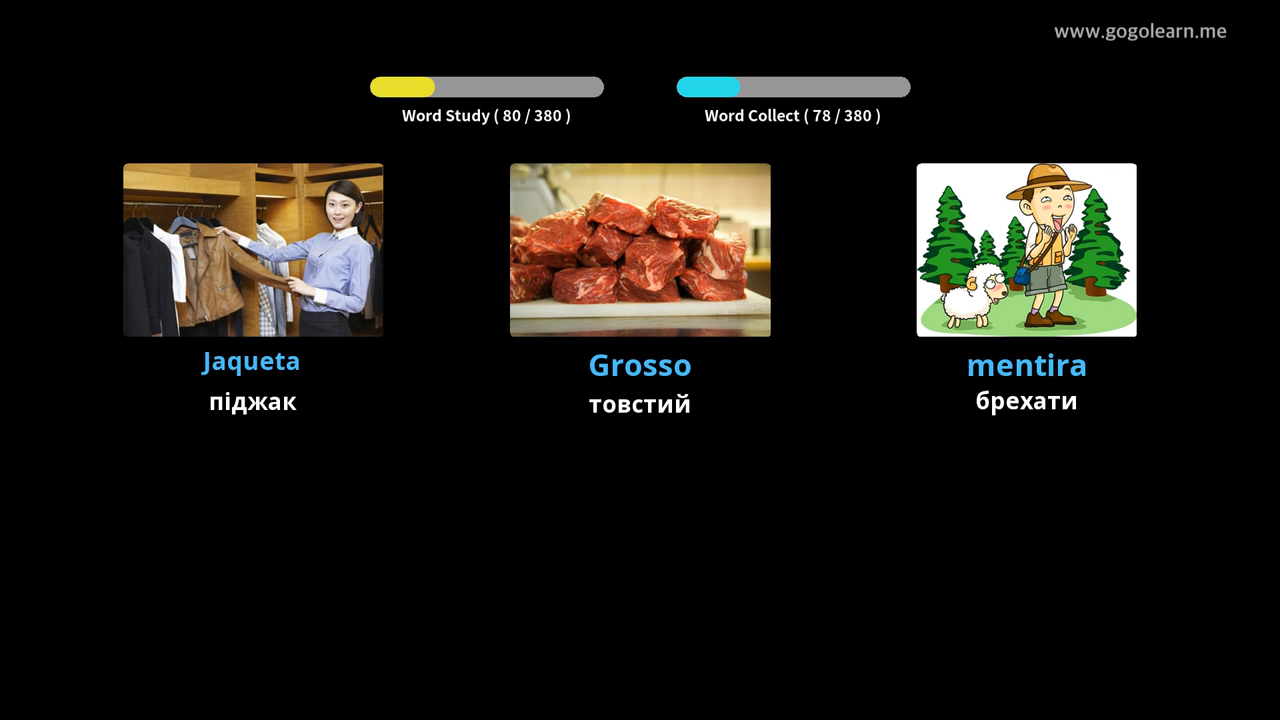 www.gogolearn.me
Word Study ( 80 / 380 )
Word Collect ( 78 / 380 )
Jaqueta
піджак
Grosso
товстий
mentira
брехати